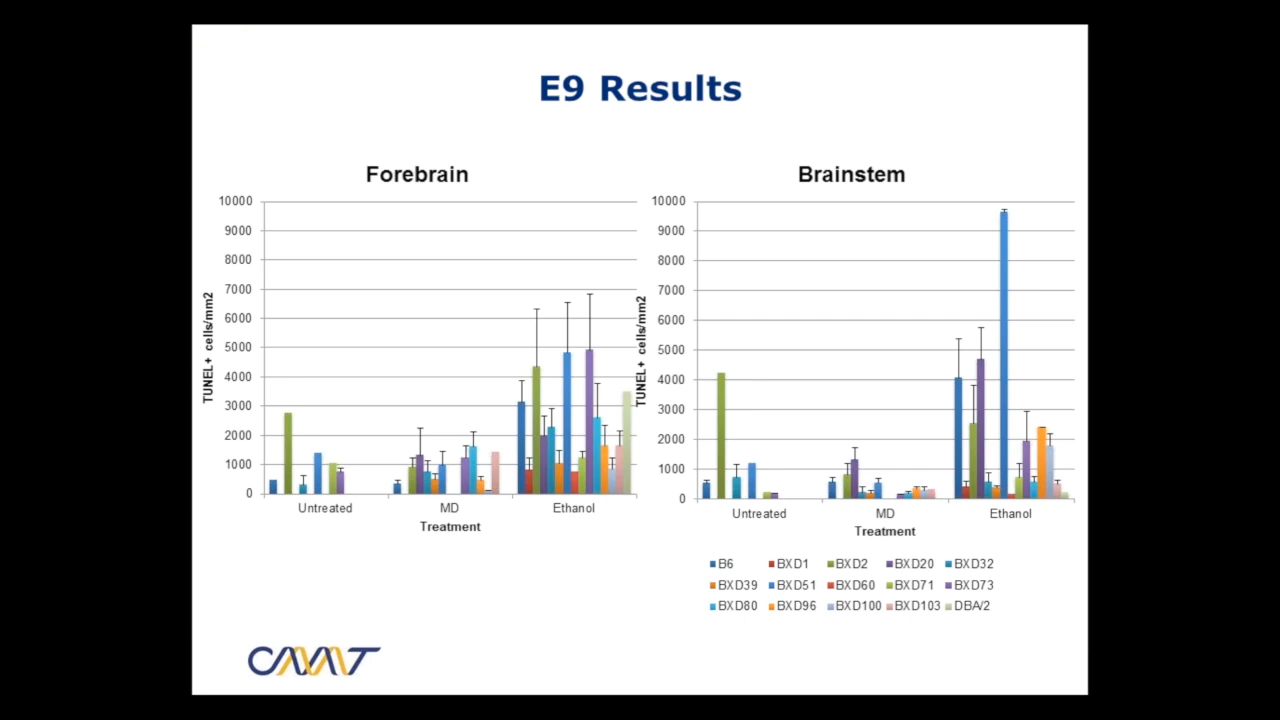 E9 Results
Forebrain
10000
9000
8000
7000
6000
5000
4000
3000
2000
1000
0
TUNEL+ cells/mm2
Untreated MD Ethanol
Treatment
Brainstem
10000
9000
8000
7000
6000
5000
4000
3000
2000
1000
0
TUNEL+ cells/mm2
Untreated MD Ethanol
Treatment
B6 BXD1 BXD2 BXD20 BXD32
BXD39 BXD51 BXD60 BXD71 BXD73
BXD80 BXD96 BXD100 BXD103 DBA/2
CMMT